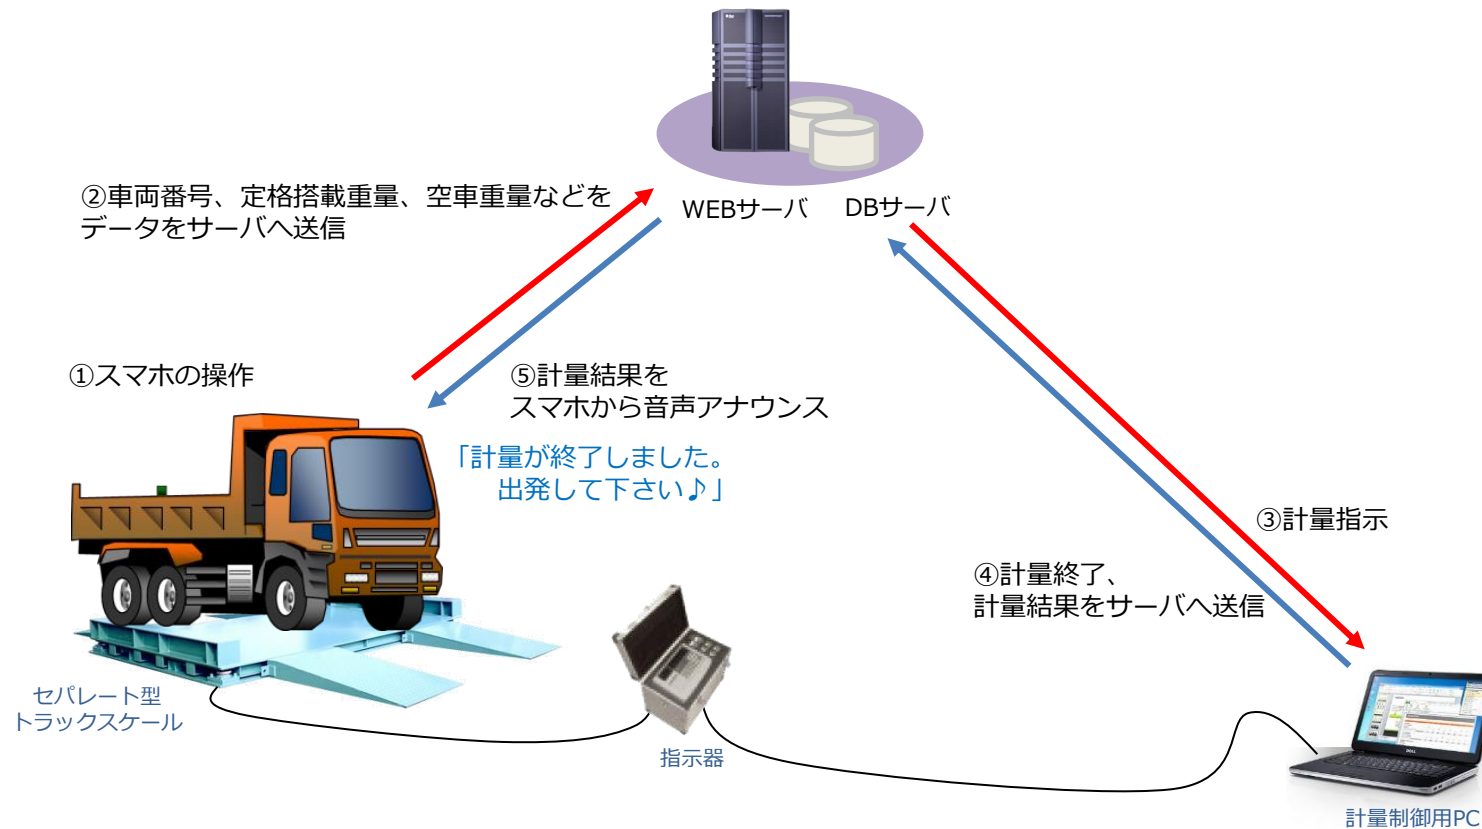 WEBサーバ
DBサーバ
②車両番号、定格搭載重量、空車重量などを
データをサーバへ送信
①スマホの操作
⑤計量結果を
スマホから音声アナウンス
「計量が終了しました。
出発して下さい♪」
③計量指示
④計量終了、
計量結果をサーバへ送信
セパレート型
トラックスケール
指示器
計量制御用PC